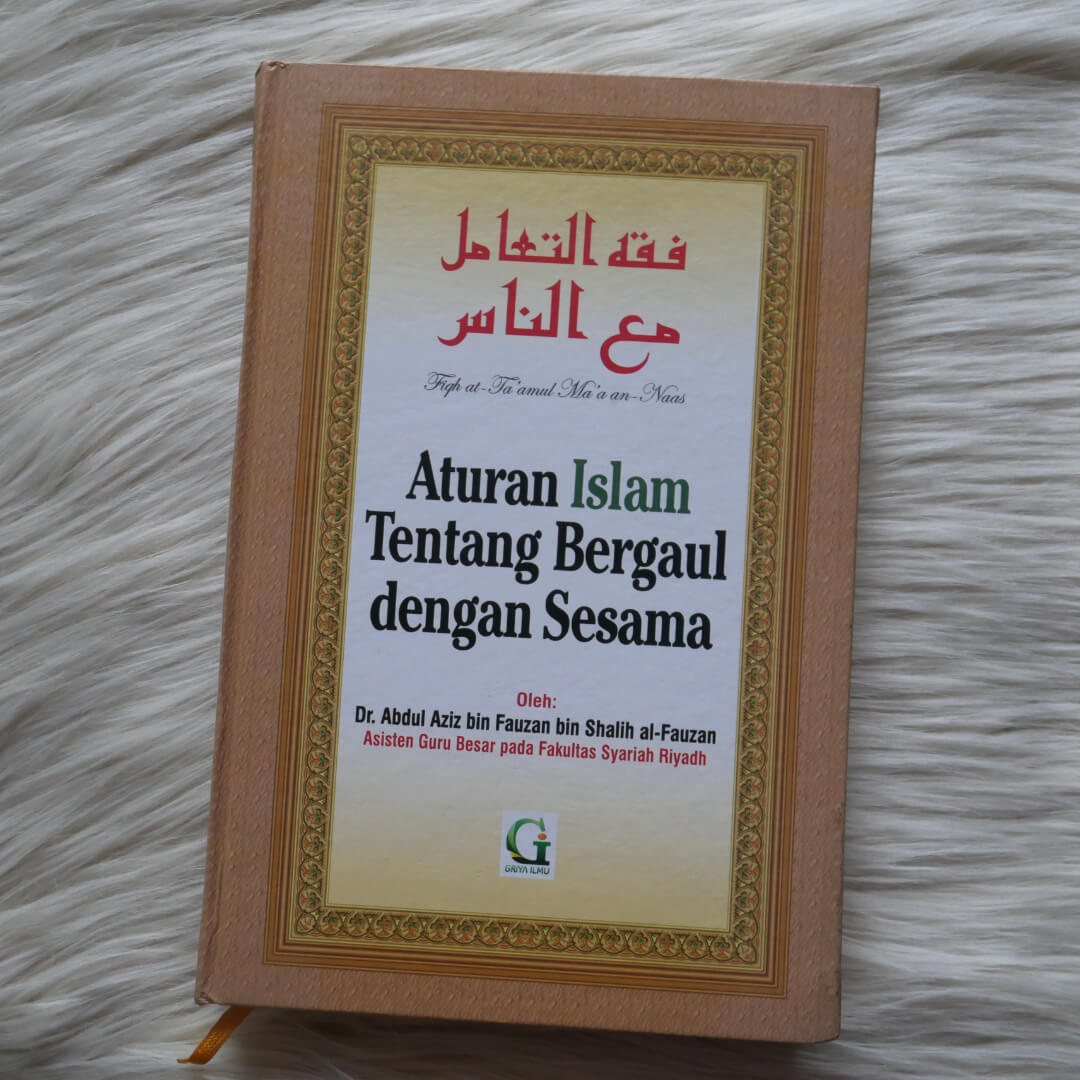 فقه التعامل
مع الناس
Fiqh at-Ta'amul Ma'a an-Naas
Aturan Islam
Tentang Bergaul
dengan Sesama
Oleh:
Dr. Abdul Aziz bin Fauzan bin Shalih al-Fauzan
Asisten Guru Besar pada Fakultas Syariah Riyadh
Gi
GRIYA ILMU